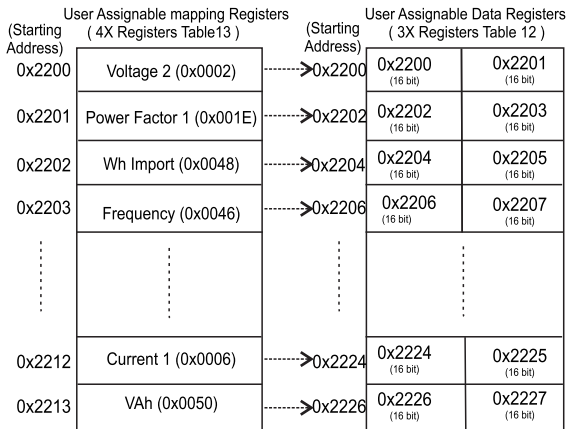 User Assignable mapping Registers
( 4X Registers Table13 )
User Assignable Data Registers
( 3X Registers Table 12 )
(Starting
Address)
(Starting
Address)
0x2200 Voltage 2 (0x0002) 0x2200 0x2200 (16 bit) 0x2201 (16 bit)
0x2201 Power Factor 1 (0x001E) 0x2202 0x2202 (16 bit) 0x2203 (16 bit)
0x2202 Wh Import (0x0048) 0x2204 0x2204 (16 bit) 0x2205 (16 bit)
0x2203 Frequency (0x0046) 0x2206 0x2206 (16 bit) 0x2207 (16 bit)
0x2212 Current 1 (0x0006) 0x2224 0x2224 (16 bit) 0x2225 (16 bit)
0x2213 VAh (0x0050) 0x2226 0x2226 (16 bit) 0x2227 (16 bit)